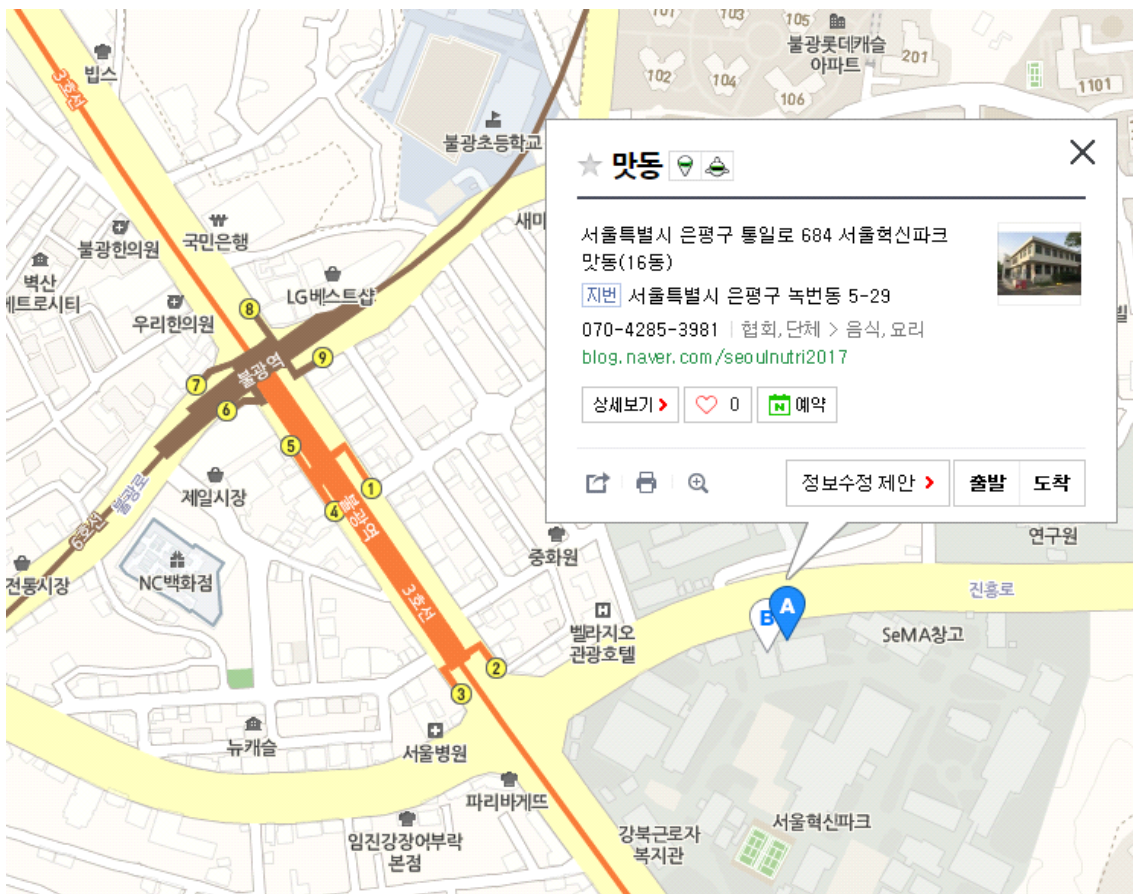 101
103
105
불광롯데캐슬
아파트
201
102
104
106
1101
3호선
빕스
불광초등학교
새미
불광한의원
국민은행
벽산
메트로시티
우리한의원
LG베스트샵
8
9
7
6
불광역
5
4
1
불광역
제일시장
불광로
6호선
전통시장
NC백화점
3호선
중화원
벨라지오
관광호텔
2
3
뉴캐슬
서울병원
파리바게뜨
임진강장어부락
본점
강북근로자
복지관
서울혁신파크
SeMA창고
진흥로
연구원
빌
B
A
맛동
서울특별시 은평구 통일로 684 서울혁신파크
맛동(16동)
지번 서울특별시 은평구 녹번동 5-29
070-4285-3981 | 협회,단체 > 음식,요리
blog.naver.com/seoulnutri2017
상세보기 > 0 N 예약
정보수정 제안 > 출발 도착